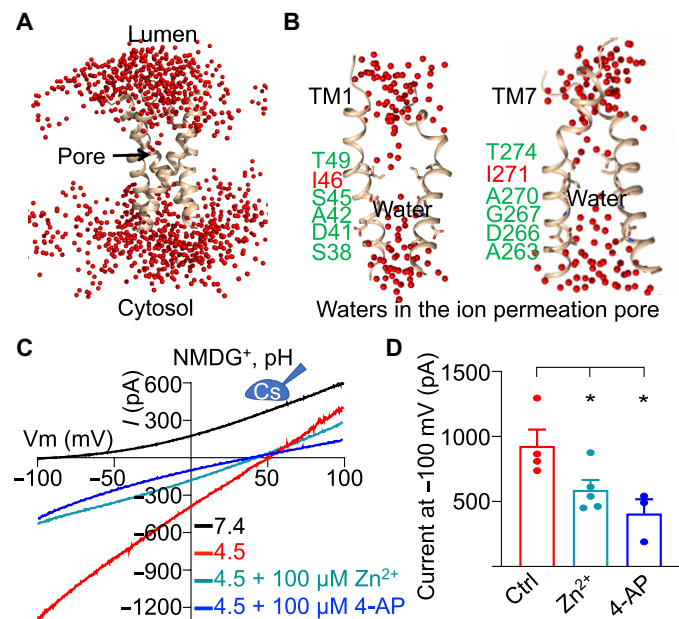 A
Lumen
Pore
Cytosol
B
TM1
T49
I46
S45
A42
D41
S38
Water
TM7
T274
I271
A270
G267
D266
A263
Water
Waters in the ion permeation pore
C
NMDG⁺, pH
I (pA)
Cs
Vm (mV)
600
300
−100
−50
0
50
100
−300
−600
−900
−1200
7.4
4.5
4.5 + 100 µM Zn²⁺
4.5 + 100 µM 4-AP
D
Current at −100 mV (pA)
1500
1000
500
* *
Ctrl
Zn²⁺
4-AP